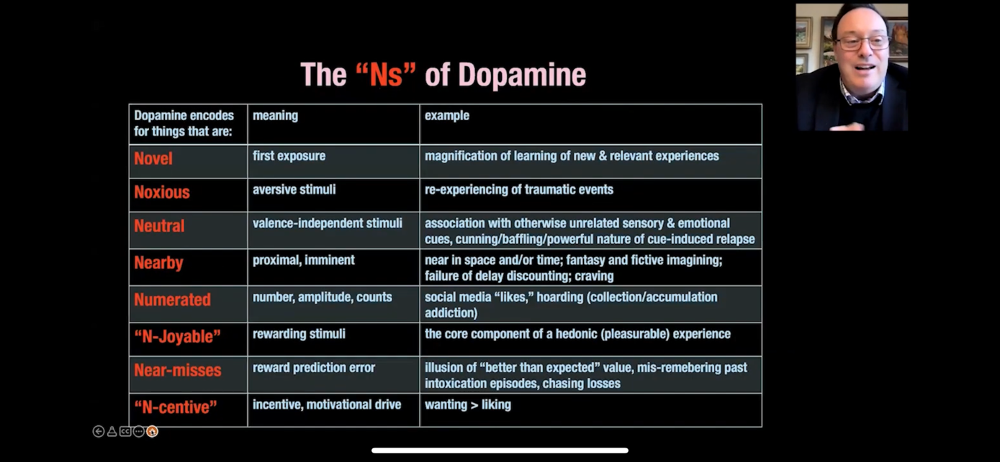 The “Ns” of Dopamine
Dopamine encodes
for things that are:
meaning
example
Novel
first exposure
magnification of learning of new & relevant experiences
Noxious
aversive stimuli
re-experiencing of traumatic events
Neutral
valence-independent stimuli
association with otherwise unrelated sensory & emotional
cues, cunning/baffling/powerful nature of cue-induced relapse
Nearby
proximal, imminent
near in space and/or time; fantasy and fictive imagining;
failure of delay discounting; craving
Numerated
number, amplitude, counts
social media “likes,” hoarding (collection/accumulation
addiction)
“N-Joyable”
rewarding stimuli
the core component of a hedonic (pleasurable) experience
Near-misses
reward prediction error
illusion of “better than expected” value, mis-remebering past
intoxication episodes, chasing losses
“N-centive”
incentive, motivational drive
wanting > liking
CC